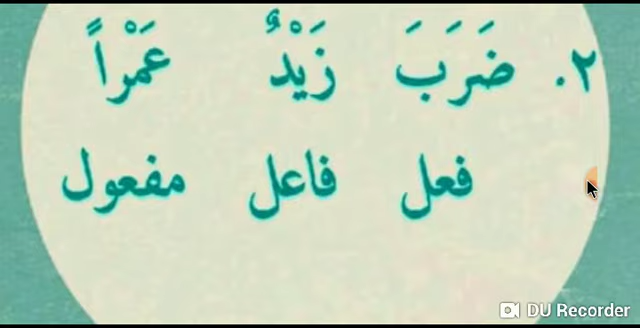 ٢. ضَرَبَ زَيْدٌ عَمْراً
فعل فاعل مفعول
DU Recorder